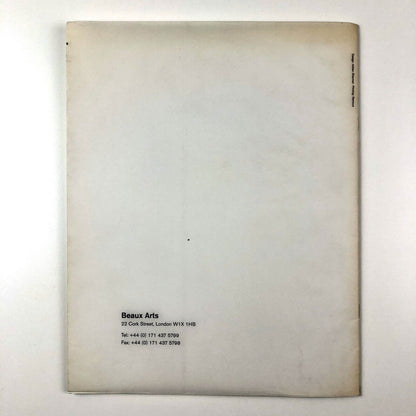 Beaux Arts
22 Cork Street, London W1X 1HB
Tel: +44 (0) 171 437 5799
Fax: +44 (0) 171 437 5798